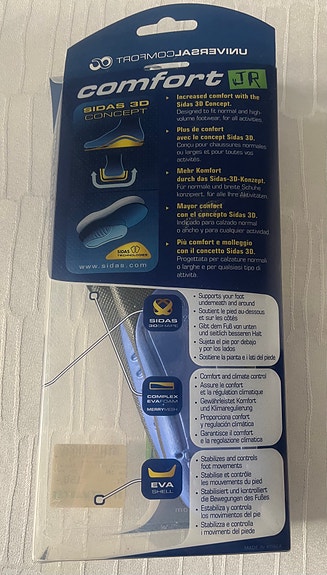 UNIVERSALCOMFORT
comfort JR
SIDAS 3D
CONCEPT
Increased comfort with the
Sidas 3D Concept.
Designed to fit normal and high-
volume footwear, for all activities.
Plus de confort
avec le concept Sidas 3D.
Conçu pour chaussures normales
ou larges et pour toutes vos
activités.
Mehr Komfort
durch das Sidas-3D-Konzept.
Für normale und breite Schuhe
konzipiert, für alle Ihre Aktivitäten
Mayor confort
con el concepto Sidas 3D.
Indicado para calzado normal
o ancho y para cualquier actividad.
Più comfort e molleggio
con il concetto Sidas 3D.
Progettata per calzature normali
o larghe e per qualsiasi tipo di
attività.
SIDAS
TECHNOLOGIES
www.sidas.com
SIDAS
3DSHAPE
Supports your foot
underneath and around
Soutient le pied au-dessous
et sur les côtés
Gibt dem Fuß von unten
und seitlich besseren Halt
Sujeta el pie por debajo
y por los lados
Sostiene la pianta e i lati del piede
COMPLEX
EVAFOAM
MERRYVEIN
Comfort and climate control
Assure le confort
et la régulation climatique
Gewährleistet Komfort
und Klimaregulierung
Proporciona confort
y regulación climática
Garantisce il comfort
e la regolazione climatica
EVA
SHELL
Stabilizes and controls
foot movements
Stabilise et contrôle
les mouvements du pied
Stabilisiert und kontrolliert
die Bewegungen des Fußes
Estabiliza y controla
los movimientos del pie
Stabilizza e controlla
i movimenti del piede